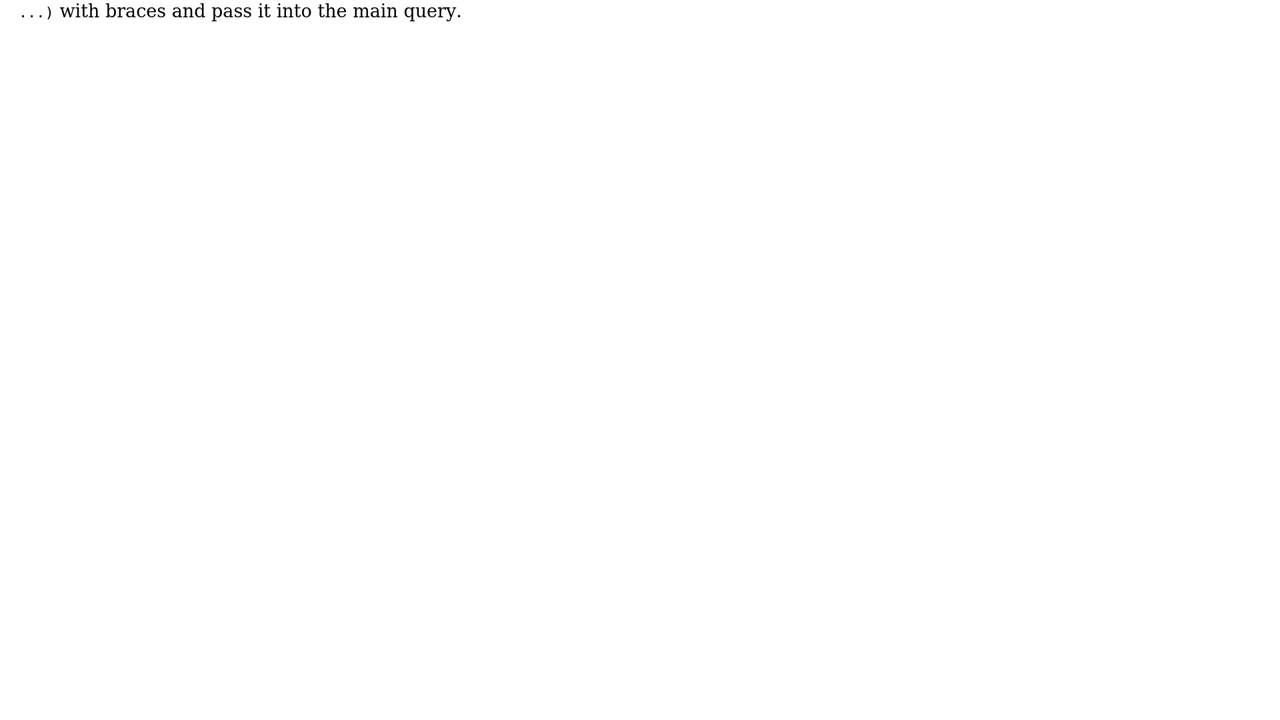 ...) with braces and pass it into the main query.